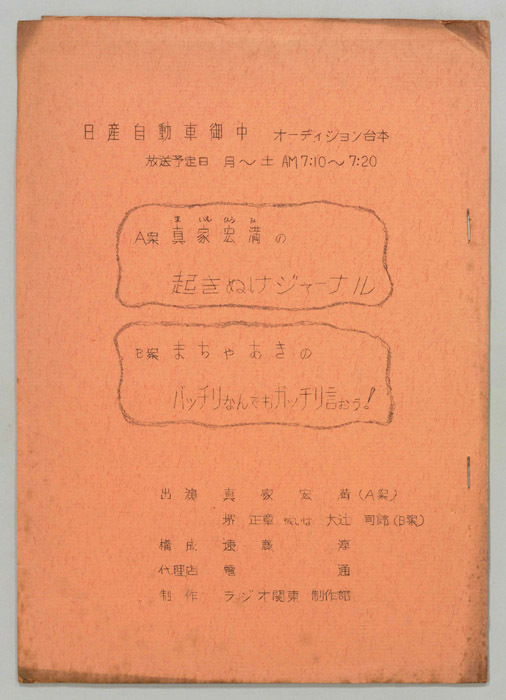 日産自動車御中 オーディション台本
放送予定日 月〜土 AM7:10〜7:20
A案 真家宏満の
起きぬけジャーナル
B案 まちゃあきの
バッチリなんでもガッチリ言おう!
出演 真家宏満(A案)
堺正章 或いは 大辻司郎(B案)
構成 淳
代理店 電通
制作 ラジオ関東 制作部